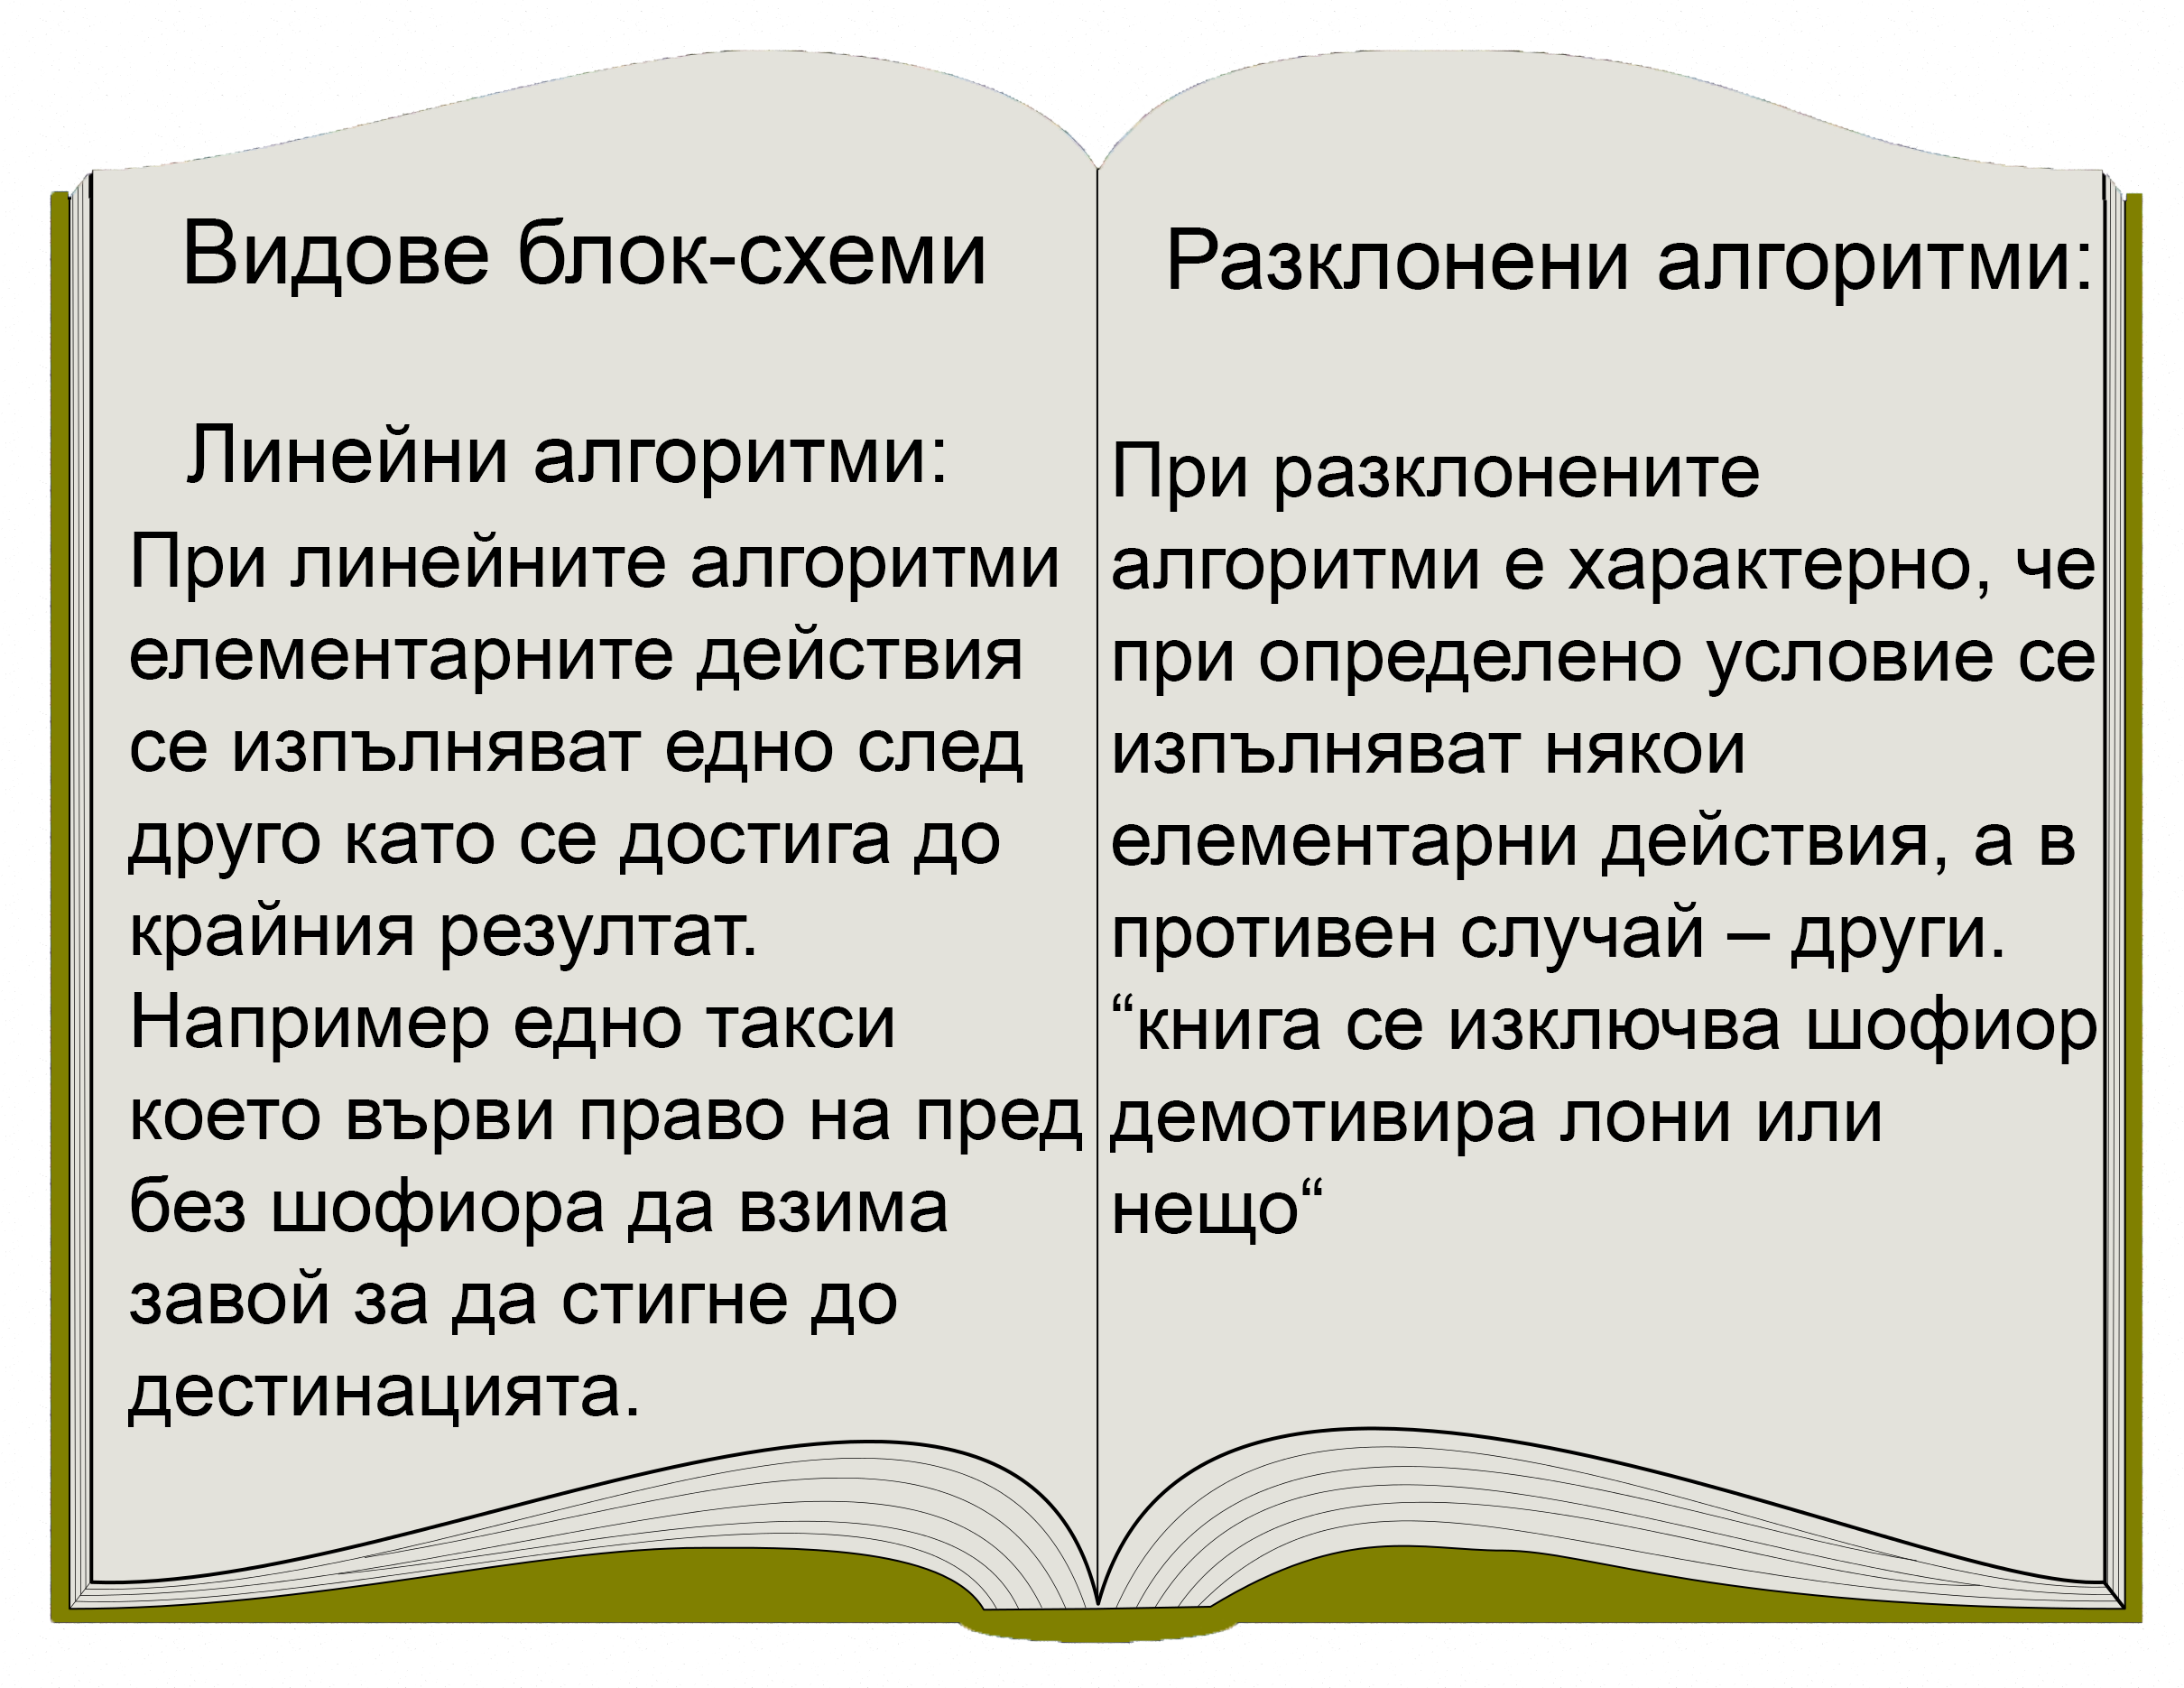 Видове блок-схеми
Линейни алгоритми:
При линейните алгоритми
елементарните действия
се изпълняват едно след
друго като се достига до
крайния резултат.
Например едно такси
което върви право на пред
без шофиора да взима
завой за да стигне до
дестинацията.
Разклонени алгоритми:
При разклонените
алгоритми е характерно, че
при определено условие се
изпълняват някои
елементарни действия, а в
противен случай – други.
“книга се изключва шофиор
демотивира лони или
нещо“